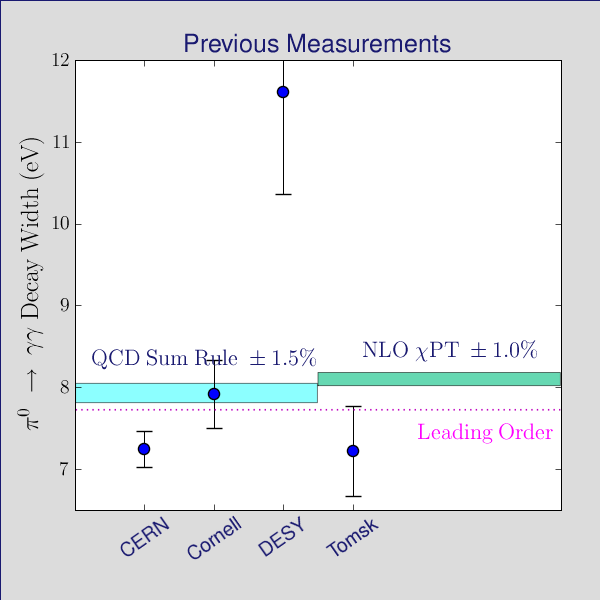 Previous Measurements
π⁰ → γγ Decay Width (eV)
12
11
10
9
8
7
QCD Sum Rule ±1.5%
NLO χPT ±1.0%
Leading Order
CERN
Cornell
DESY
Tomsk